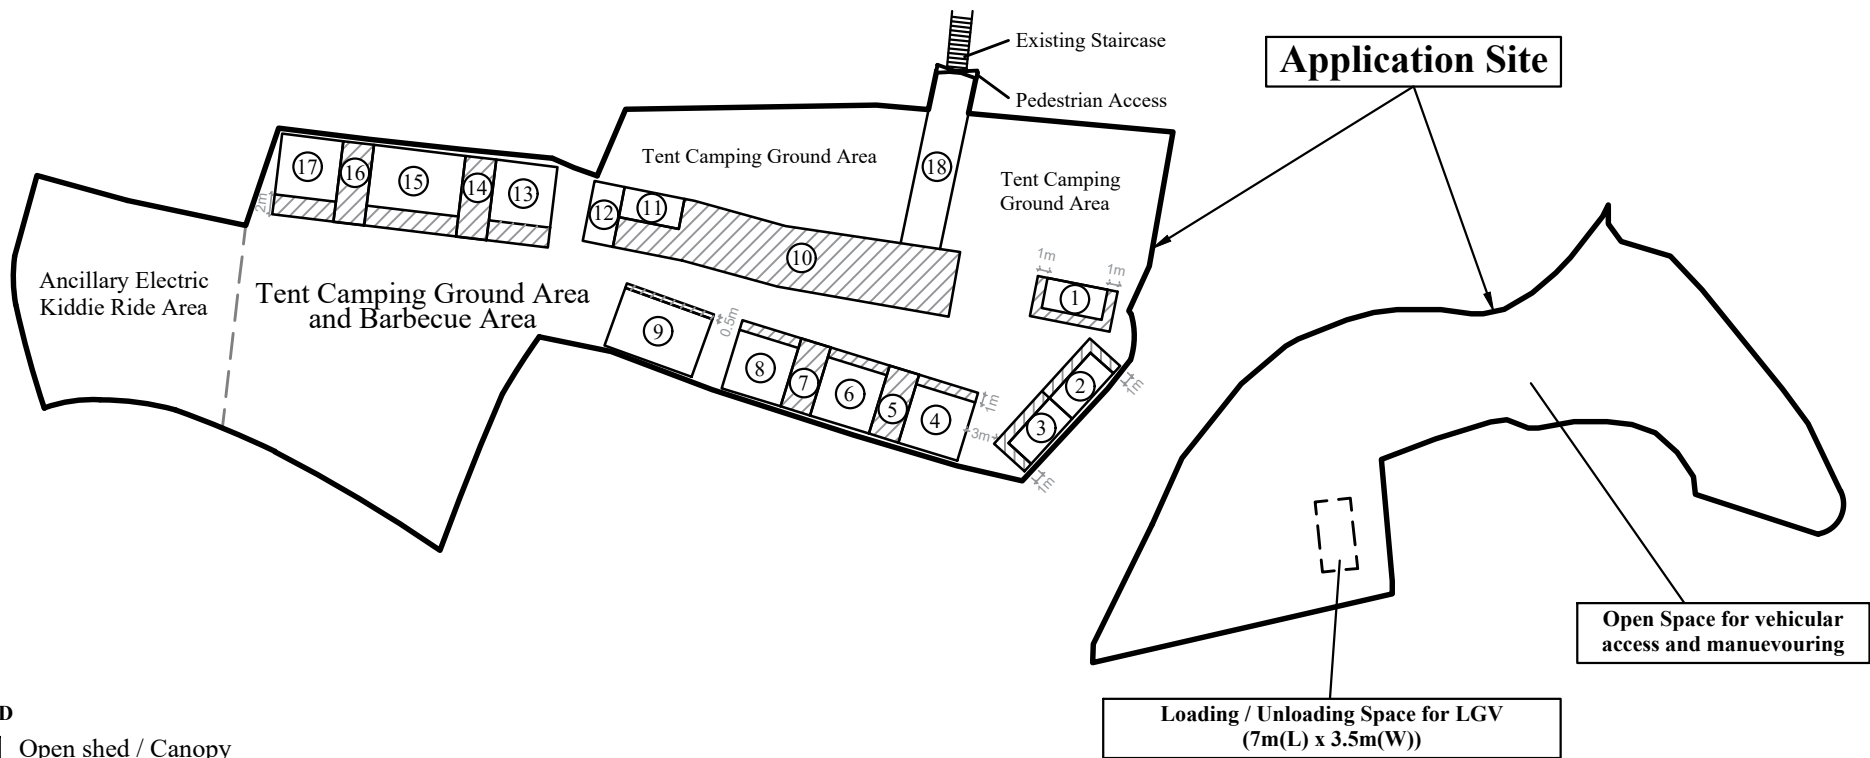 Existing Staircase
Application Site
Pedestrian Access
Tent Camping Ground Area
18
Tent Camping
Ground Area
17
16
15
14
13
2m
12
11
10
1m
1m
1
Ancillary Electric
Kiddie Ride Area
Tent Camping Ground Area
and Barbecue Area
9
0.5m
8
7
6
5
4
1m
3m
2
1m
3
1m
Open Space for vehicular
access and manuevouring
Loading / Unloading Space for LGV
(7m(L) x 3.5m(W))
D
Open shed / Canopy